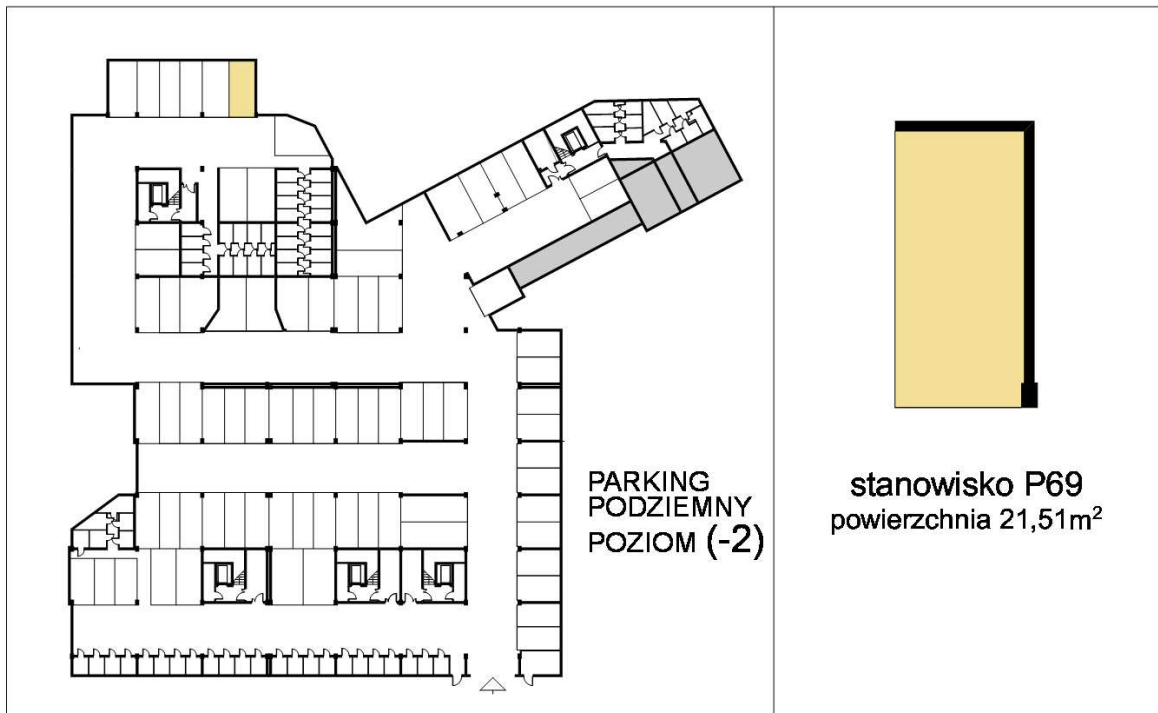 PARKING
PODZIEMNY
POZIOM (-2)
stanowisko P69
powierzchnia 21,51m²